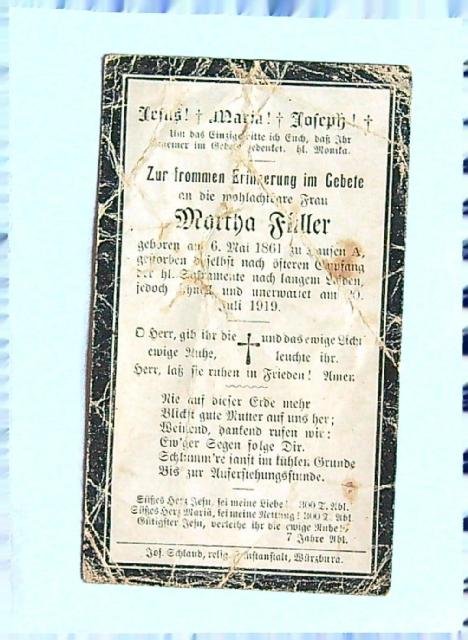 Jesus! † Maria! † Joseph! †
Um das Einzige bitte ich Euch, daß Ihr
meiner im Gebete gedenket. hl. Monika.
Zur frommen Erinnerung im Gebete
an die wohlachtbare Frau
Martha Füller
geboren am 6. Mai 1861 zu Hausen A,
gestorben daselbst nach öfteren Empfang
der hl. Sakramente nach langem Leiden,
jedoch schnell und unerwartet am 20.
Juli 1919.
O Herr, gib ihr die und das ewige Licht
ewige Ruhe, leuchte ihr.
Herr, laß sie ruhen in Frieden! Amen.
Nie auf dieser Erde mehr
Blickst gute Mutter auf uns her;
Weinend, dankend rufen wir:
Ew'ger Segen folge Dir.
Schlumm're sanft im kühlen Grunde
Bis zur Auferstehungsstunde.
Süßes Herz Jesu, sei meine Liebe! 300 T. Abl.
Süßes Herz Mariä, sei meine Rettung! 300 T. Abl.
Gütigster Jesu, verleihe ihr die ewige Ruhe!
7 Jahre Abl.
Jos. Schlaud, relig. Kunstanstalt, Würzburg.